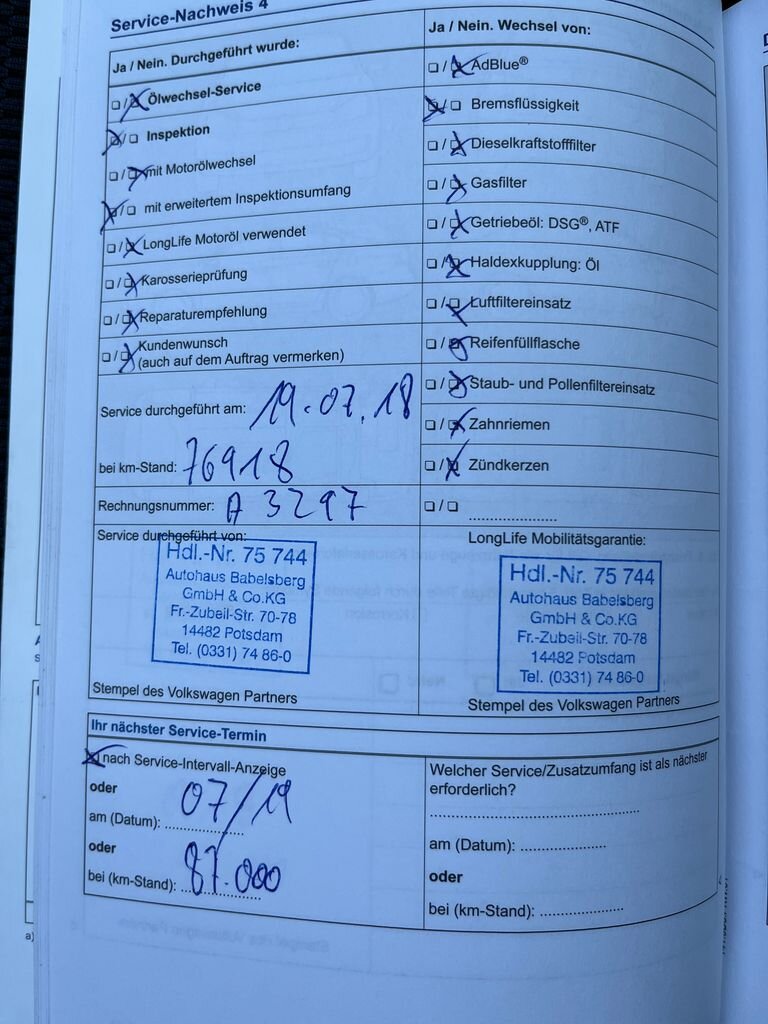 Service-Nachweis 4
Ja / Nein. Durchgeführt wurde:
Ölwechsel-Service
Inspektion
mit Motorölwechsel
mit erweitertem Inspektionsumfang
LongLife Motoröl verwendet
Karosserieprüfung
Reparaturempfehlung
Kundenwunsch
(auch auf dem Auftrag vermerken)
Service durchgeführt am: 19.07.18
bei km-Stand: 76918
Rechnungsnummer: A 3297
Service durchgeführt von:
Hdl.-Nr. 75 744
Autohaus Babelsberg
GmbH & Co.KG
Fr.-Zubeil-Str. 70-78
14482 Potsdam
Tel. (0331) 74 86-0
Stempel des Volkswagen Partners
Ja / Nein. Wechsel von:
AdBlue®
Bremsflüssigkeit
Dieselkraftstofffilter
Gasfilter
Getriebeöl: DSG®, ATF
Haldexkupplung: Öl
Luftfiltereinsatz
Reifenfüllflasche
Staub- und Pollenfiltereinsatz
Zahnriemen
Zündkerzen
LongLife Mobilitätsgarantie:
Hdl.-Nr. 75 744
Autohaus Babelsberg
GmbH & Co.KG
Fr.-Zubeil-Str. 70-78
14482 Potsdam
Tel. (0331) 74 86-0
Stempel des Volkswagen Partners
Ihr nächster Service-Termin
nach Service-Intervall-Anzeige
oder
am (Datum): 07/19
oder
bei (km-Stand): 87.000
Welcher Service/Zusatzumfang ist als nächster
erforderlich?
am (Datum):
oder
bei (km-Stand):
a)